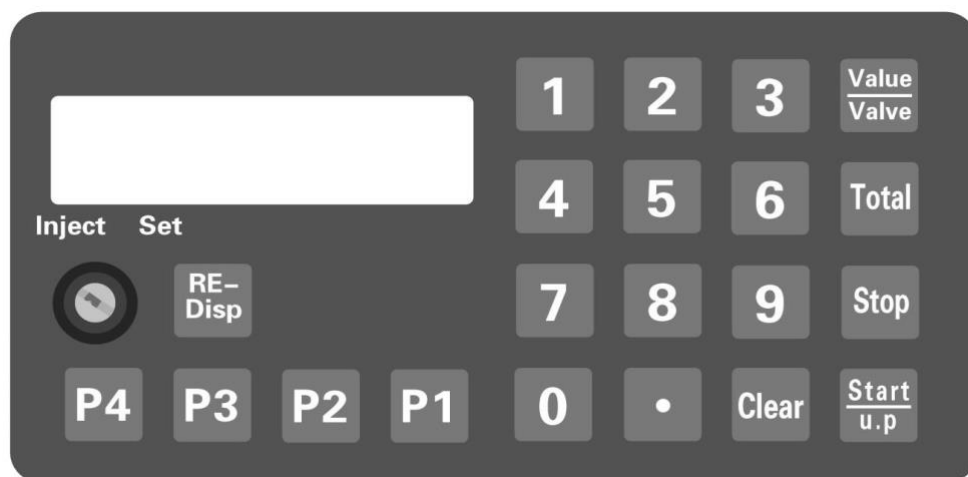 1 2 3 Value
Valve
4 5 6 Total
Inject Set
RE-
Disp
7 8 9 Stop
P4 P3 P2 P1 0 . Clear Start
u.p